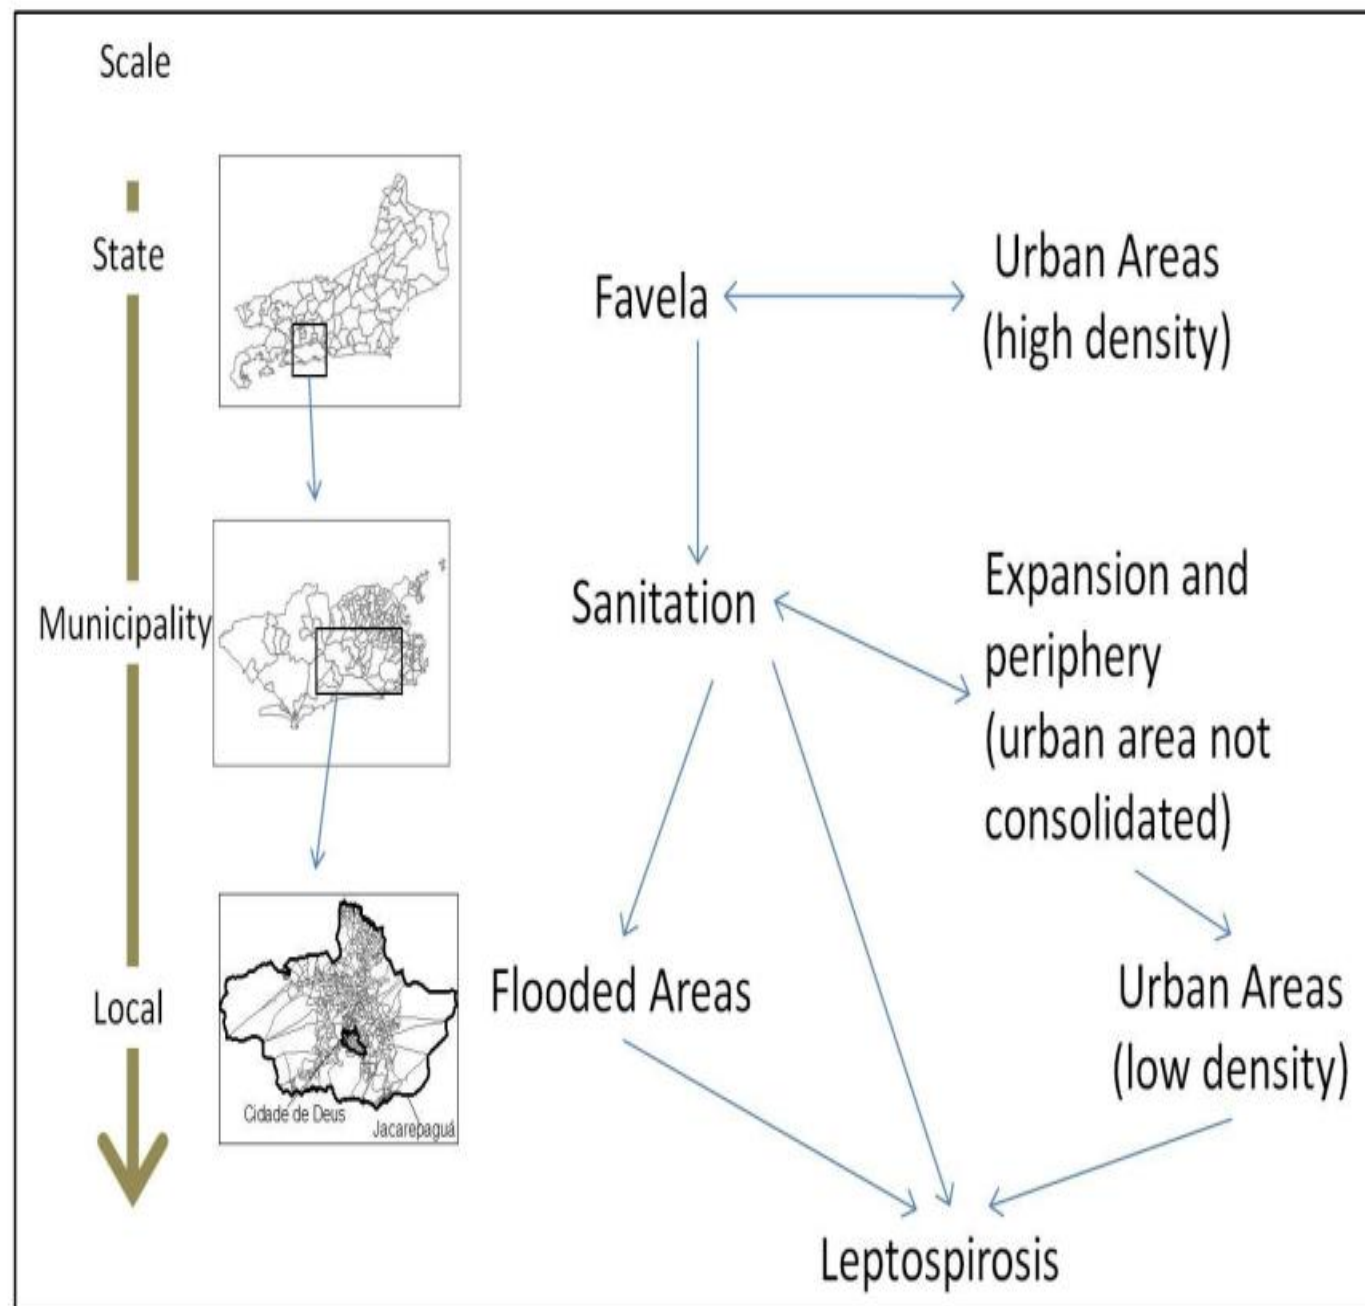 Scale
State
Municipality
Local
Cidade de Deus
Jacarepaguá
Favela
Urban Areas
(high density)
Sanitation
Expansion and
periphery
(urban area not
consolidated)
Flooded Areas
Urban Areas
(low density)
Leptospirosis